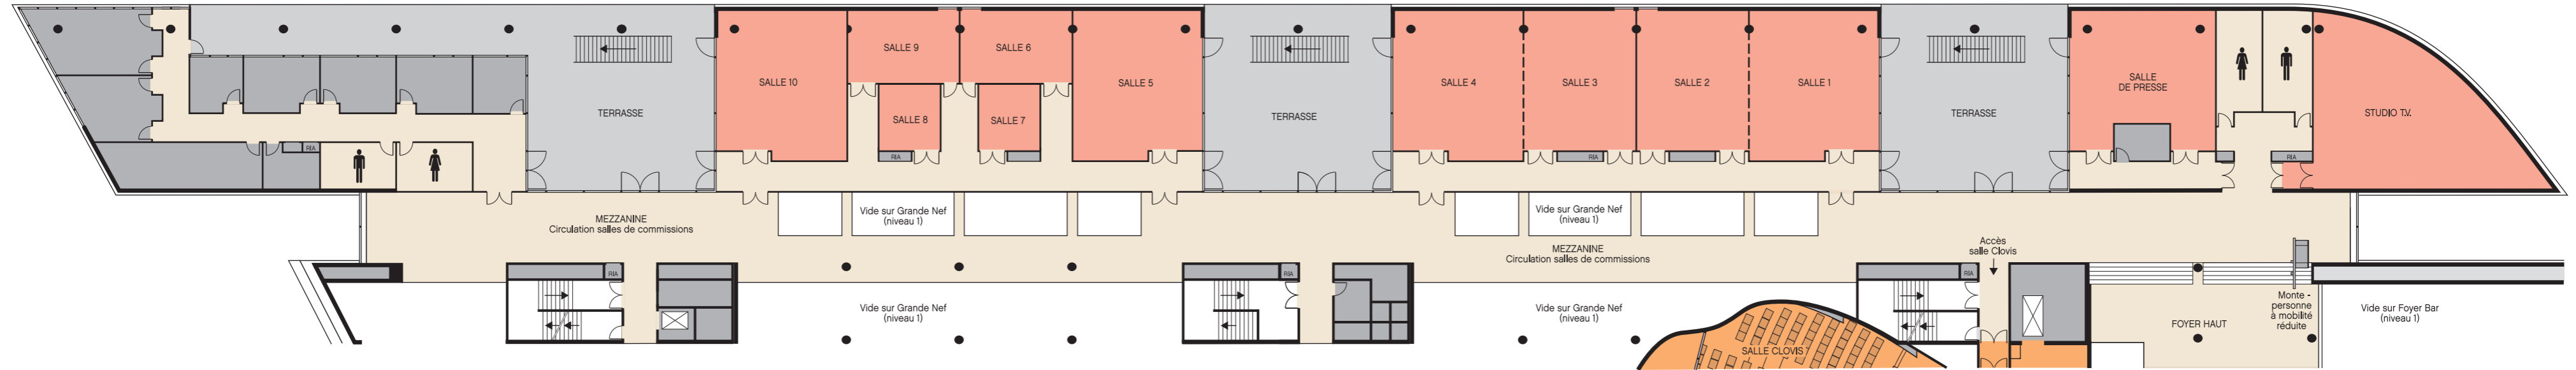 SALLE 10
SALLE 9
SALLE 6
SALLE 5
SALLE 8
SALLE 7
SALLE 4
SALLE 3
SALLE 2
SALLE 1
SALLE
DE PRESSE
STUDIO T.V.
TERRASSE
TERRASSE
TERRASSE
RIA
RIA
RIA
RIA
MEZZANINE
Circulation salles de commissions
Vide sur Grande Nef
(niveau 1)
Vide sur Grande Nef
(niveau 1)
MEZZANINE
Circulation salles de commissions
Accès
salle Clovis
RIA
RIA
RIA
Vide sur Grande Nef
(niveau 1)
Vide sur Grande Nef
(niveau 1)
SALLE CLOVIS
FOYER HAUT
Monte -
personne
à mobilité
réduite
Vide sur Foyer Bar
(niveau 1)